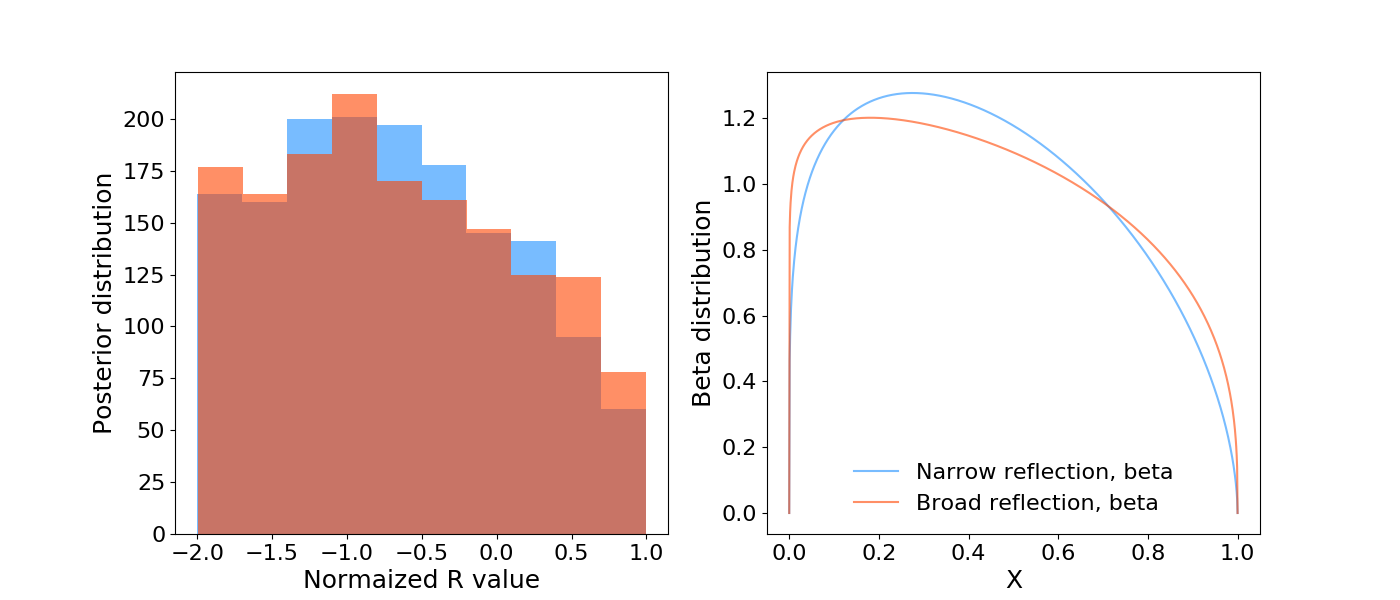 Posterior distribution
200
175
150
125
100
75
50
25
0
−2.0 −1.5 −1.0 −0.5 0.0 0.5 1.0
Normaized R value
Beta distribution
1.2
1.0
0.8
0.6
0.4
0.2
0.0
Narrow reflection, beta
Broad reflection, beta
0.0 0.2 0.4 0.6 0.8 1.0
X